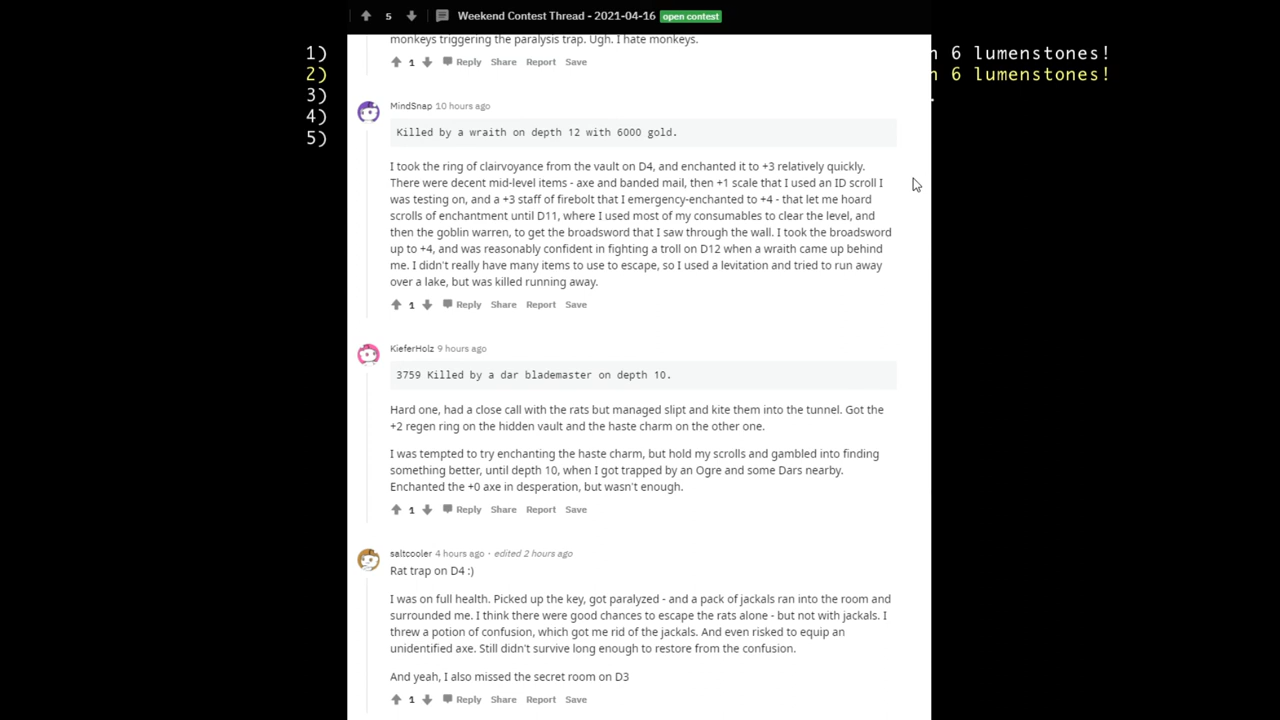 5 Weekend Contest Thread - 2021-04-16 open contest
monkeys triggering the paralysis trap. Ugh. I hate monkeys.
1) 6 lumenstones!
1 Reply Share Report Save
2) 6 lumenstones!
3) .
MindSnap 10 hours ago
4)
Killed by a wraith on depth 12 with 6000 gold.
5)
I took the ring of clairvoyance from the vault on D4, and enchanted it to +3 relatively quickly.
There were decent mid-level items - axe and banded mail, then +1 scale that I used an ID scroll I
was testing on, and a +3 staff of firebolt that I emergency-enchanted to +4 - that let me hoard
scrolls of enchantment until D11, where I used most of my consumables to clear the level, and
then the goblin warren, to get the broadsword that I saw through the wall. I took the broadsword
up to +4, and was reasonably confident in fighting a troll on D12 when a wraith came up behind
me. I didn't really have many items to use to escape, so I used a levitation and tried to run away
over a lake, but was killed running away.
1 Reply Share Report Save
KieferHolz 9 hours ago
3759 Killed by a dar blademaster on depth 10.
Hard one, had a close call with the rats but managed slipt and kite them into the tunnel. Got the
+2 regen ring on the hidden vault and the haste charm on the other one.
I was tempted to try enchanting the haste charm, but hold my scrolls and gambled into finding
something better, until depth 10, when I got trapped by an Ogre and some Dars nearby.
Enchanted the +0 axe in desperation, but wasn't enough.
1 Reply Share Report Save
saltcooler 4 hours ago - edited 2 hours ago
Rat trap on D4 :)
I was on full health. Picked up the key, got paralyzed - and a pack of jackals ran into the room and
surrounded me. I think there were good chances to escape the rats alone - but not with jackals. I
threw a potion of confusion, which got me rid of the jackals. And even risked to equip an
unidentified axe. Still didn't survive long enough to restore from the confusion.
And yeah, I also missed the secret room on D3
1 Reply Share Report Save